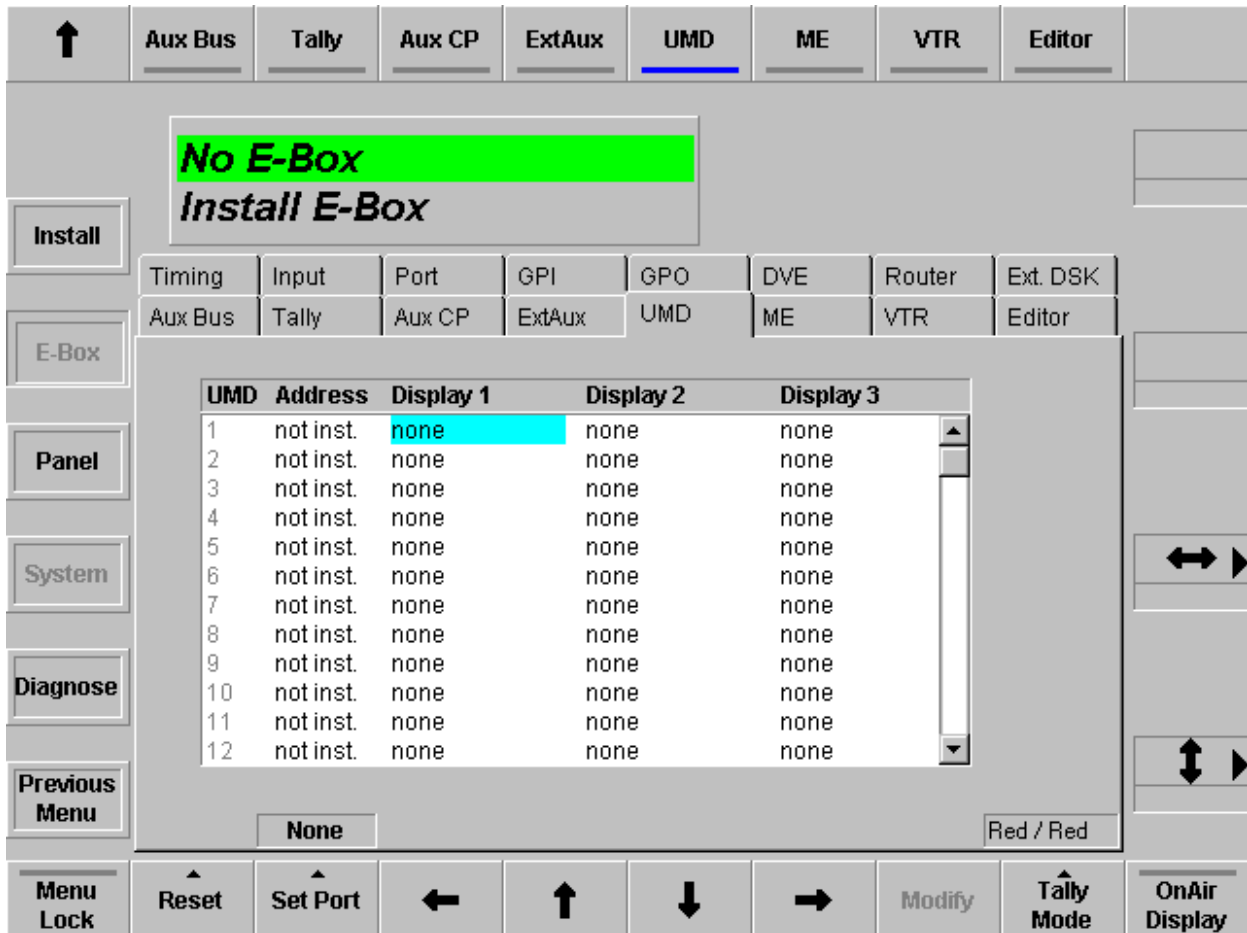 Aux Bus Tally Aux CP ExtAux UMD ME VTR Editor
No E-Box
Install E-Box
Install
Timing Input Port GPI GPO DVE Router Ext. DSK
Aux Bus Tally Aux CP ExtAux UMD ME VTR Editor
E-Box
UMD Address Display 1 Display 2 Display 3
1 not inst. none none none
2 not inst. none none none
Panel
3 not inst. none none none
4 not inst. none none none
5 not inst. none none none
System
6 not inst. none none none
7 not inst. none none none
8 not inst. none none none
9 not inst. none none none
Diagnose
10 not inst. none none none
11 not inst. none none none
12 not inst. none none none
Previous
Menu
None Red / Red
Menu
Lock
Reset
Set Port
Modify
Tally
Mode
OnAir
Display